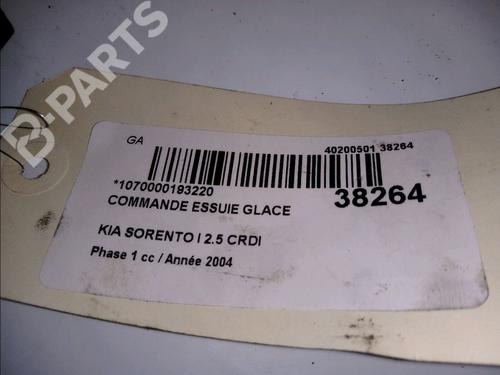 B-PARTS
GA
40200501 38264
*1070000193220
38264
COMMANDE ESSUIE GLACE
KIA SORENTO I 2.5 CRDI
Phase 1 cc / Année 2004